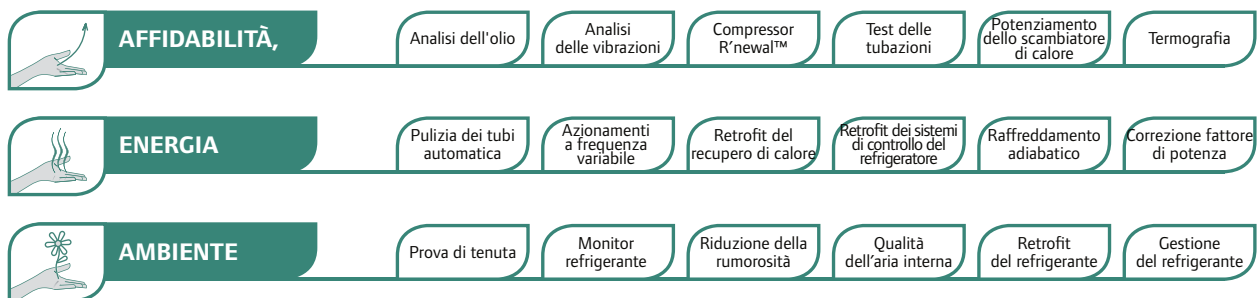 AFFIDABILITÀ,
Analisi dell'olio
Analisi
delle vibrazioni
Compressor
R'newal™
Test delle
tubazioni
Potenziamento
dello scambiatore
di calore
Termografia
ENERGIA
Pulizia dei tubi
automatica
Azionamenti
a frequenza
variabile
Retrofit del
recupero di calore
Retrofit dei sistemi
di controllo del
refrigeratore
Raffreddamento
adiabatico
Correzione fattore
di potenza
AMBIENTE
Prova di tenuta
Monitor
refrigerante
Riduzione della
rumorosità
Qualità
dell'aria interna
Retrofit
del refrigerante
Gestione
del refrigerante